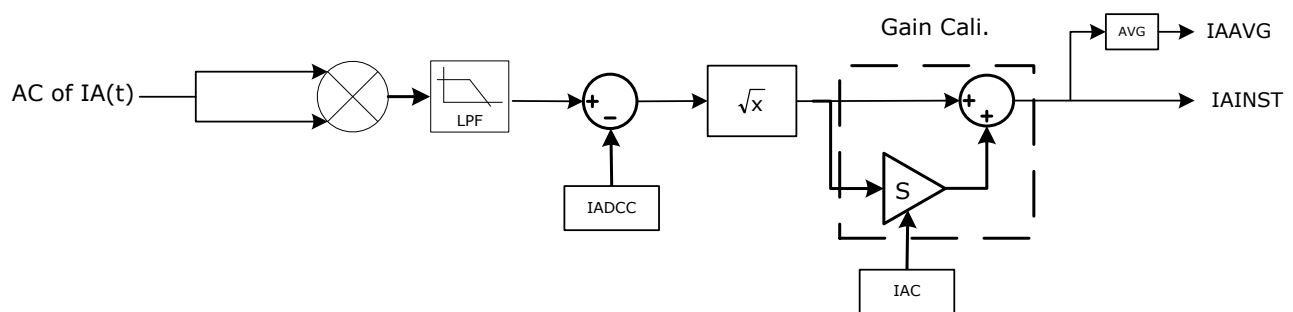 Gain Cali.
AVG
IAAVG
AC of IA(t)
LPF
+
−
√x
+
+
IAINST
IADCC
S
IAC